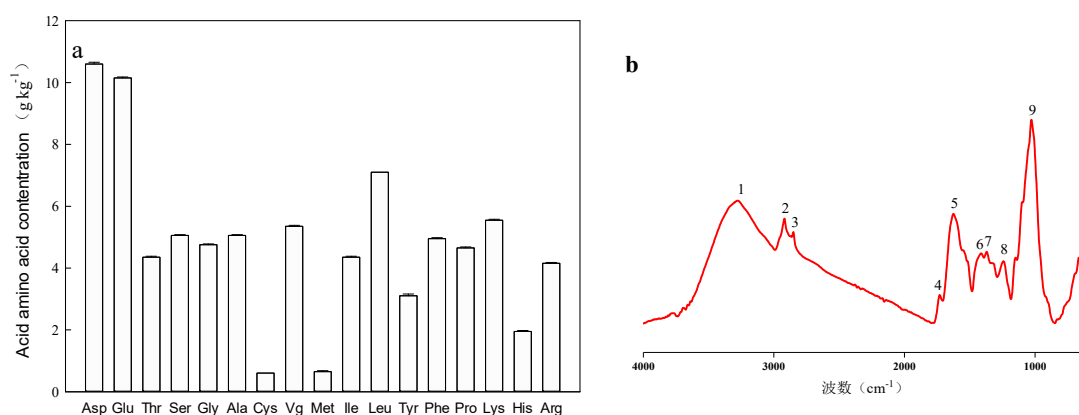 a
Acid amino acid contentration（g kg⁻¹）
12
10
8
6
4
2
0
Asp Glu Thr Ser Gly Ala Cys Vg Met Ile Leu Tyr Phe Pro Lys His Arg
b
1
2
3
4
5
6
7
8
9
4000 3000 2000 1000
波数（cm⁻¹）